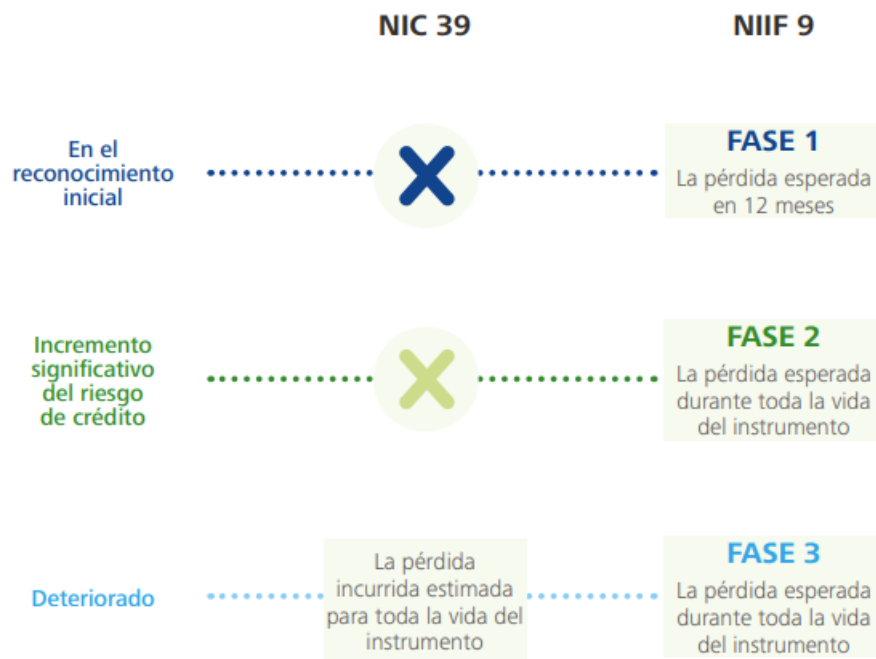 NIC 39
NIIF 9
En el
reconocimiento
inicial
FASE 1
La pérdida esperada
en 12 meses
Incremento
significativo
del riesgo
de crédito
FASE 2
La pérdida esperada
durante toda la vida
del instrumento
Deteriorado
La pérdida
incurrida estimada
para toda la vida del
instrumento
FASE 3
La pérdida esperada
durante toda la vida
del instrumento